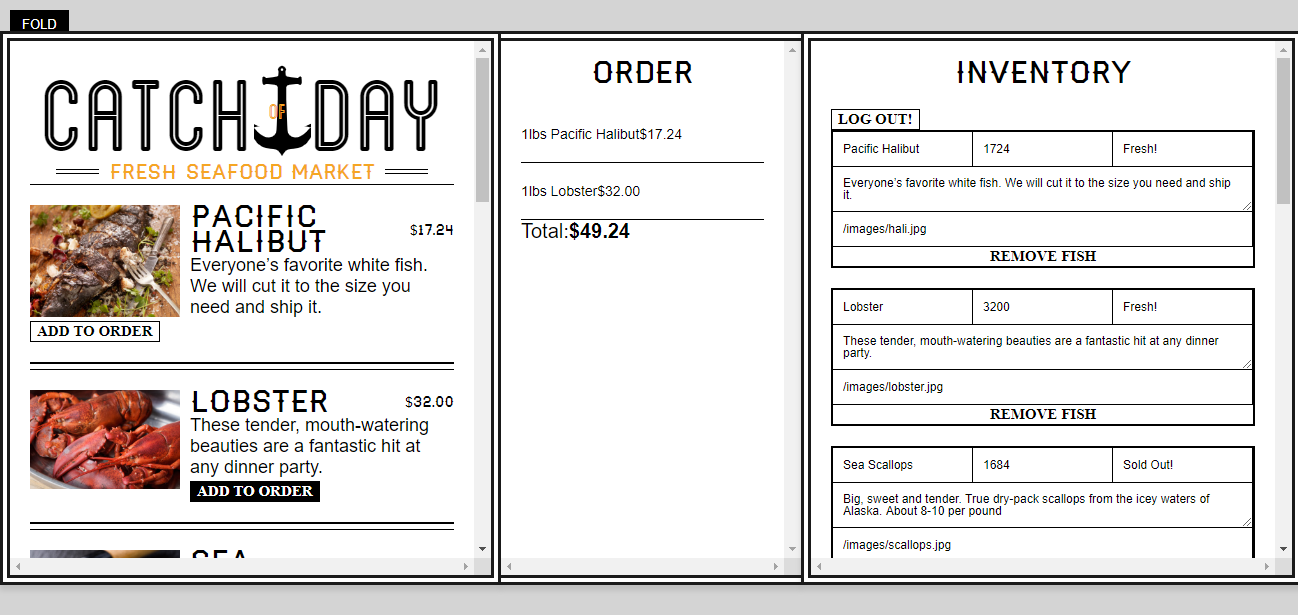 FOLD
CATCH OF DAY
FRESH SEAFOOD MARKET
PACIFIC
HALIBUT
$17.24
Everyone’s favorite white fish.
We will cut it to the size you
need and ship it.
ADD TO ORDER
LOBSTER
$32.00
These tender, mouth-watering
beauties are a fantastic hit at
any dinner party.
ADD TO ORDER
SEA
ORDER
1lbs Pacific Halibut$17.24
1lbs Lobster$32.00
Total:$49.24
INVENTORY
LOG OUT!
Pacific Halibut 1724 Fresh!
Everyone’s favorite white fish. We will cut it to the size you need and ship
it.
/images/hali.jpg
REMOVE FISH
Lobster 3200 Fresh!
These tender, mouth-watering beauties are a fantastic hit at any dinner
party.
/images/lobster.jpg
REMOVE FISH
Sea Scallops 1684 Sold Out!
Big, sweet and tender. True dry-pack scallops from the icey waters of
Alaska. About 8-10 per pound
/images/scallops.jpg